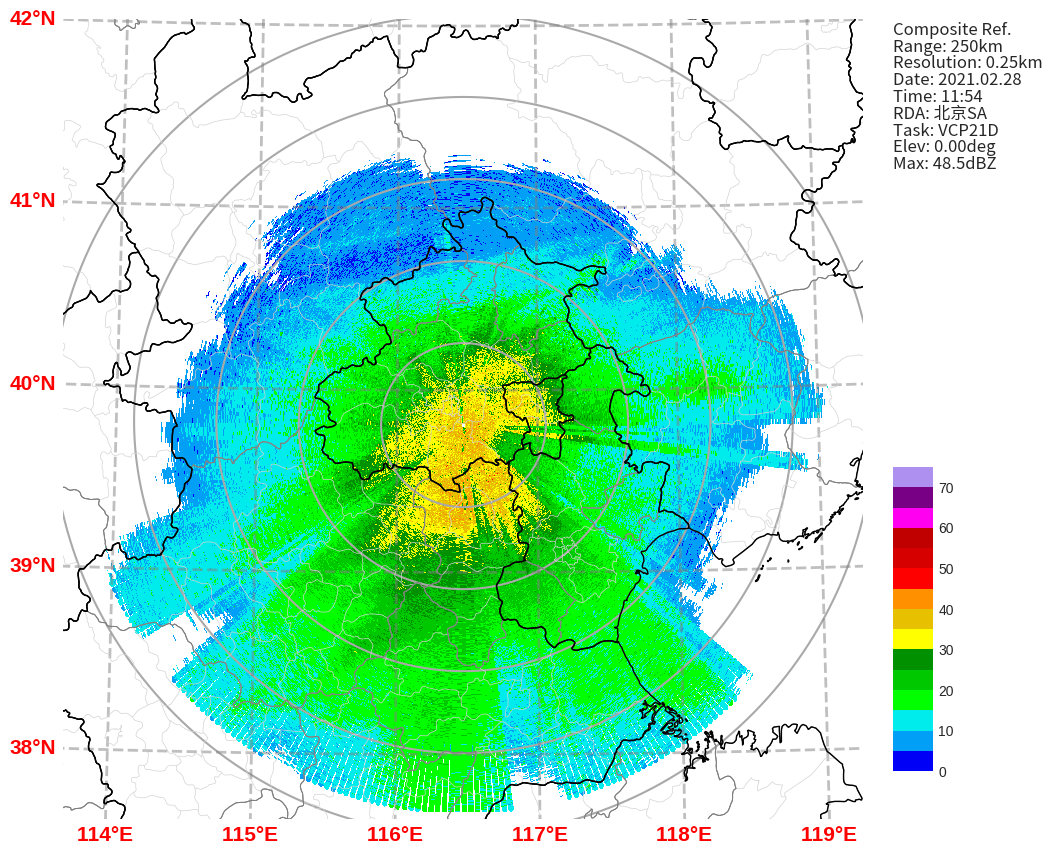 42°N
41°N
40°N
39°N
38°N
114°E 115°E 116°E 117°E 118°E 119°E
Composite Ref.
Range: 250km
Resolution: 0.25km
Date: 2021.02.28
Time: 11:54
RDA: 北京SA
Task: VCP21D
Elev: 0.00deg
Max: 48.5dBZ
70
60
50
40
30
20
10
0